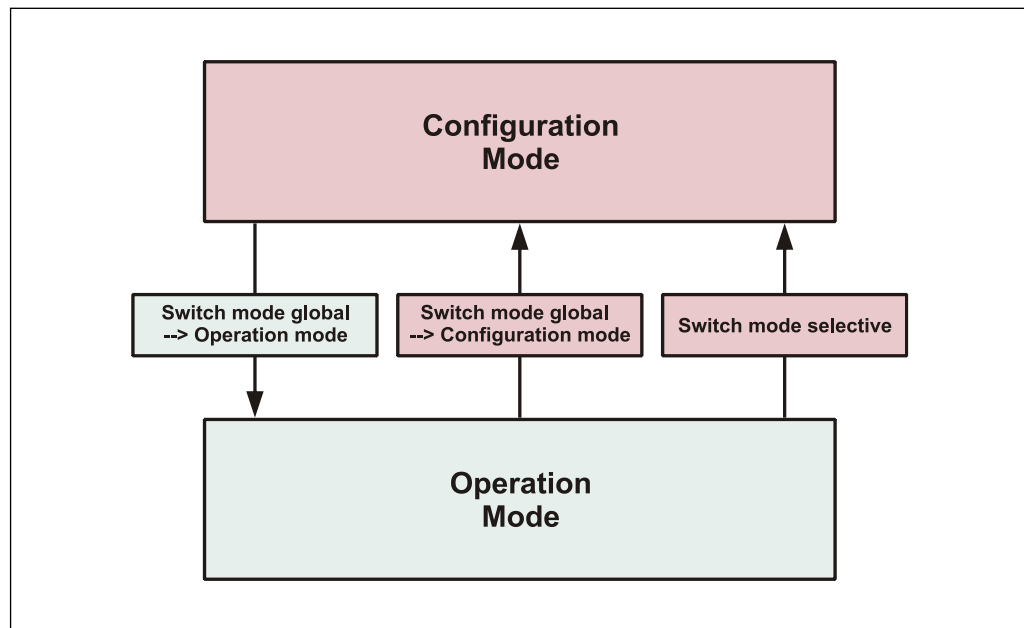 Configuration
Mode
Switch mode global
--> Operation mode
Switch mode global
--> Configuration mode
Switch mode selective
Operation
Mode